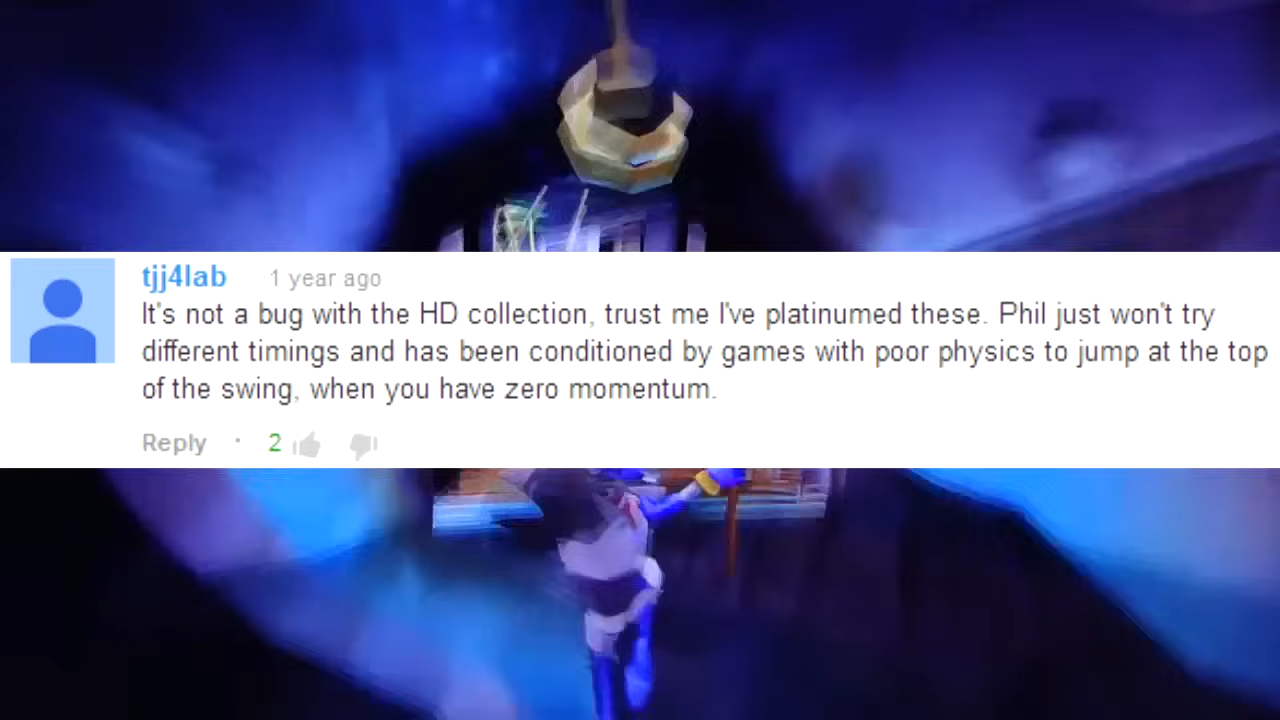 tjj4lab 1 year ago
It's not a bug with the HD collection, trust me I've platinumed these. Phil just won't try
different timings and has been conditioned by games with poor physics to jump at the top
of the swing, when you have zero momentum.
Reply · 2